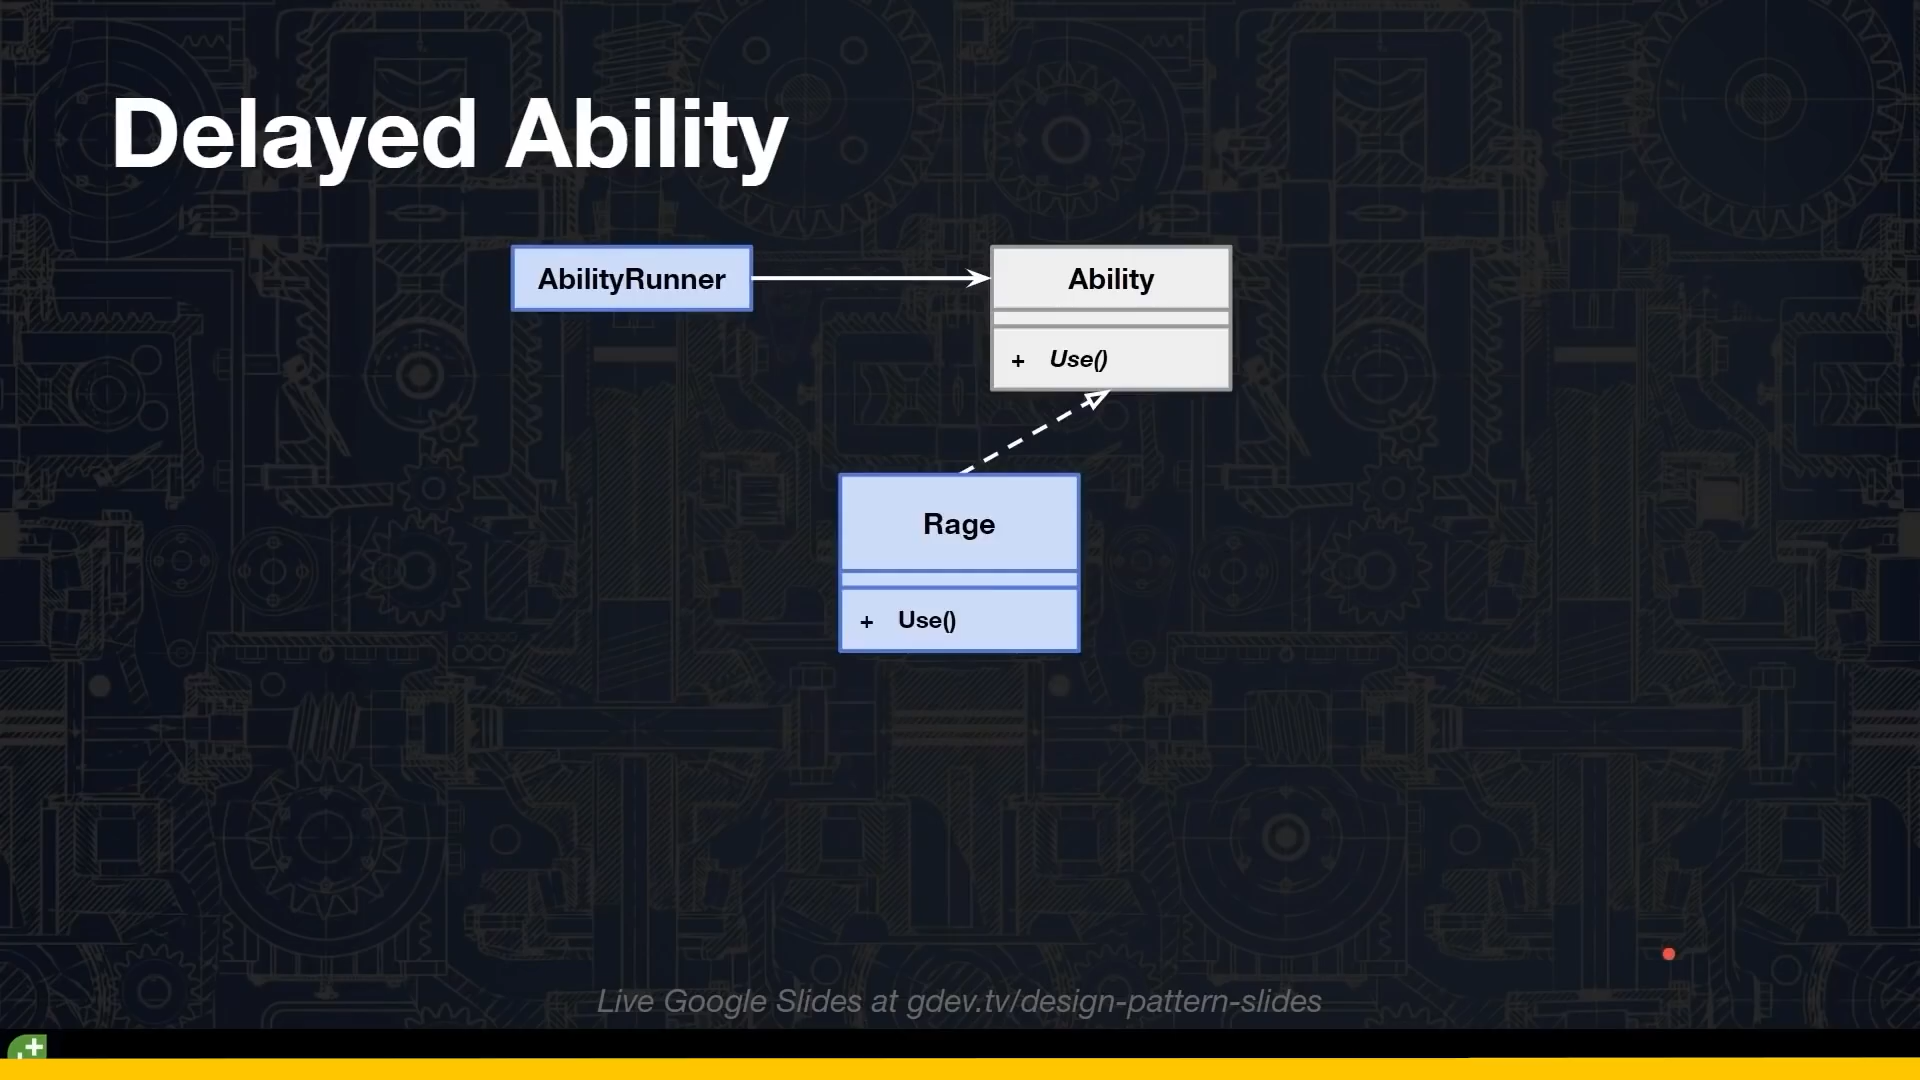 Delayed Ability
AbilityRunner
Ability
+ Use()
Rage
+ Use()
Live Google Slides at gdev.tv/design-pattern-slides